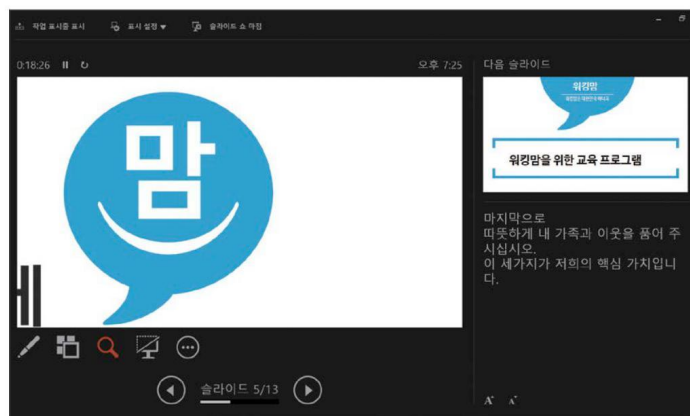 작업 표시줄 표시
표시 설정 ▼
슬라이드 쇼 마침
0:18:26
오후 7:25
다음 슬라이드
맘
워킹맘
워킹맘을 위한 교육 프로그램
마지막으로
따뜻하게 내 가족과 이웃을 품어 주
시십시오.
이 세가지가 저희의 핵심 가치입니
다.
슬라이드 5/13
A A